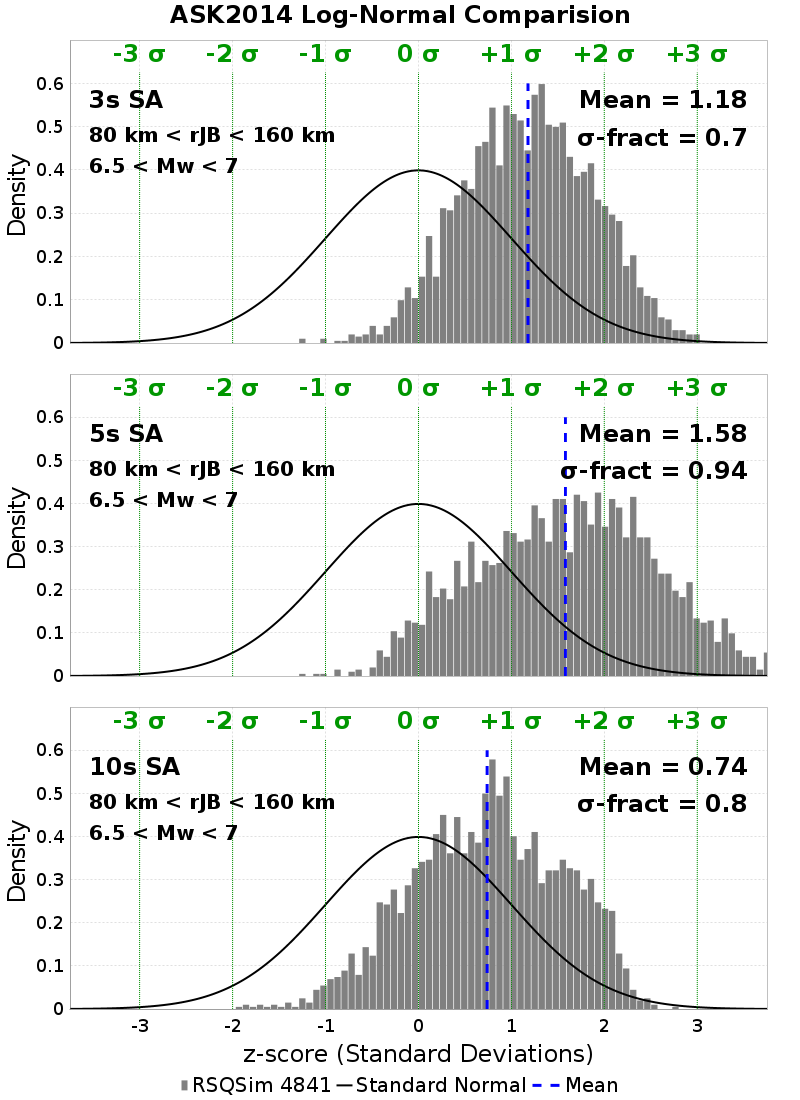 ASK2014 Log-Normal Comparision
-3 σ -2 σ -1 σ 0 σ +1 σ +2 σ +3 σ
3s SA
80 km < rJB < 160 km
6.5 < Mw < 7
Mean = 1.18
σ-fract = 0.7
Density
0.6
0.5
0.4
0.3
0.2
0.1
0
-3 σ -2 σ -1 σ 0 σ +1 σ +2 σ +3 σ
5s SA
80 km < rJB < 160 km
6.5 < Mw < 7
Mean = 1.58
σ-fract = 0.94
Density
0.6
0.5
0.4
0.3
0.2
0.1
0
-3 σ -2 σ -1 σ 0 σ +1 σ +2 σ +3 σ
10s SA
80 km < rJB < 160 km
6.5 < Mw < 7
Mean = 0.74
σ-fract = 0.8
Density
0.6
0.5
0.4
0.3
0.2
0.1
0
-3 -2 -1 0 1 2 3
z-score (Standard Deviations)
RSQSim 4841 Standard Normal Mean